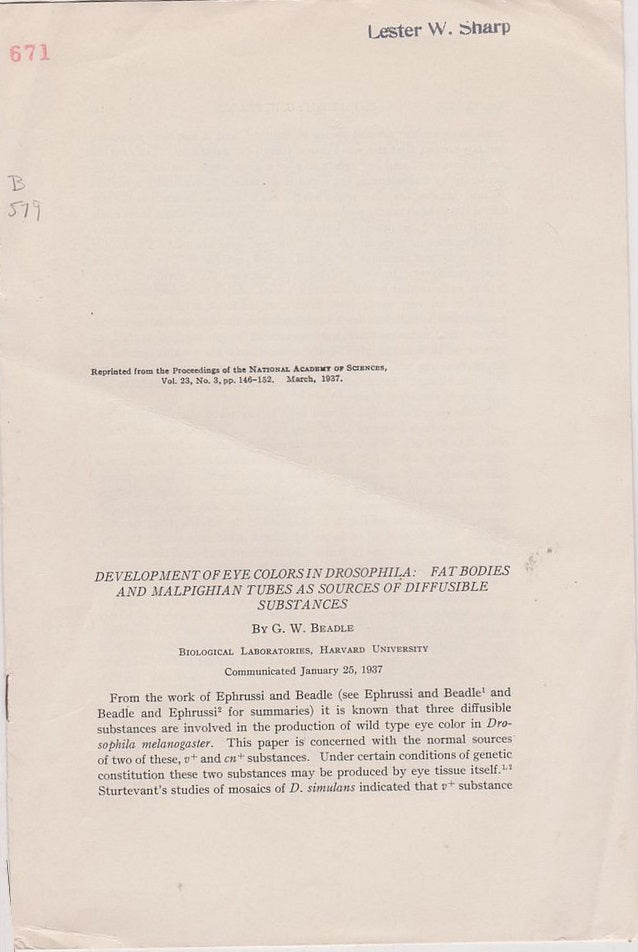 Lester W. Sharp
671
B
579
Reprinted from the Proceedings of the NATIONAL ACADEMY OF SCIENCES,
Vol. 23, No. 3, pp. 146-152. March, 1937.
DEVELOPMENT OF EYE COLORS IN DROSOPHILA: FAT BODIES
AND MALPIGHIAN TUBES AS SOURCES OF DIFFUSIBLE
SUBSTANCES
BY G. W. BEADLE
BIOLOGICAL LABORATORIES, HARVARD UNIVERSITY
Communicated January 25, 1937
From the work of Ephrussi and Beadle (see Ephrussi and Beadle¹ and
Beadle and Ephrussi² for summaries) it is known that three diffusible
substances are involved in the production of wild type eye color in Dro-
sophila melanogaster. This paper is concerned with the normal sources
of two of these, v⁺ and cn⁺ substances. Under certain conditions of genetic
constitution these two substances may be produced by eye tissue itself.¹·²
Sturtevant's studies of mosaics of D. simulans indicated that v⁺ substance